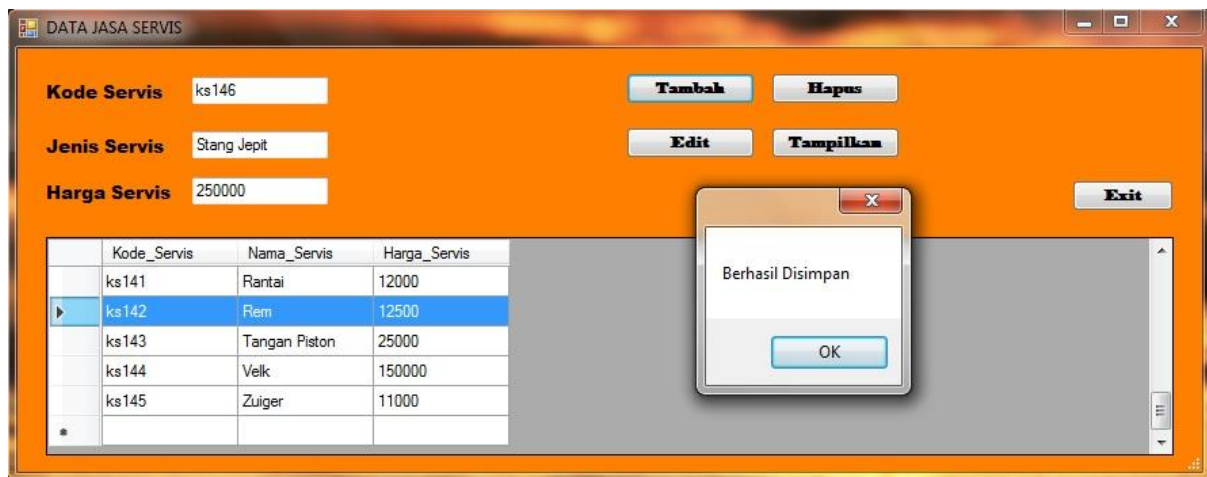 DATA JASA SERVIS
Kode Servis ks146 Tambah Hapus
Jenis Servis Stang Jepit Edit Tampilkan
Harga Servis 250000 Exit
Kode_Servis Nama_Servis Harga_Servis
ks141 Rantai 12000
ks142 Rem 12500
ks143 Tangan Piston 25000
ks144 Velk 150000
ks145 Zuiger 11000
Berhasil Disimpan
OK